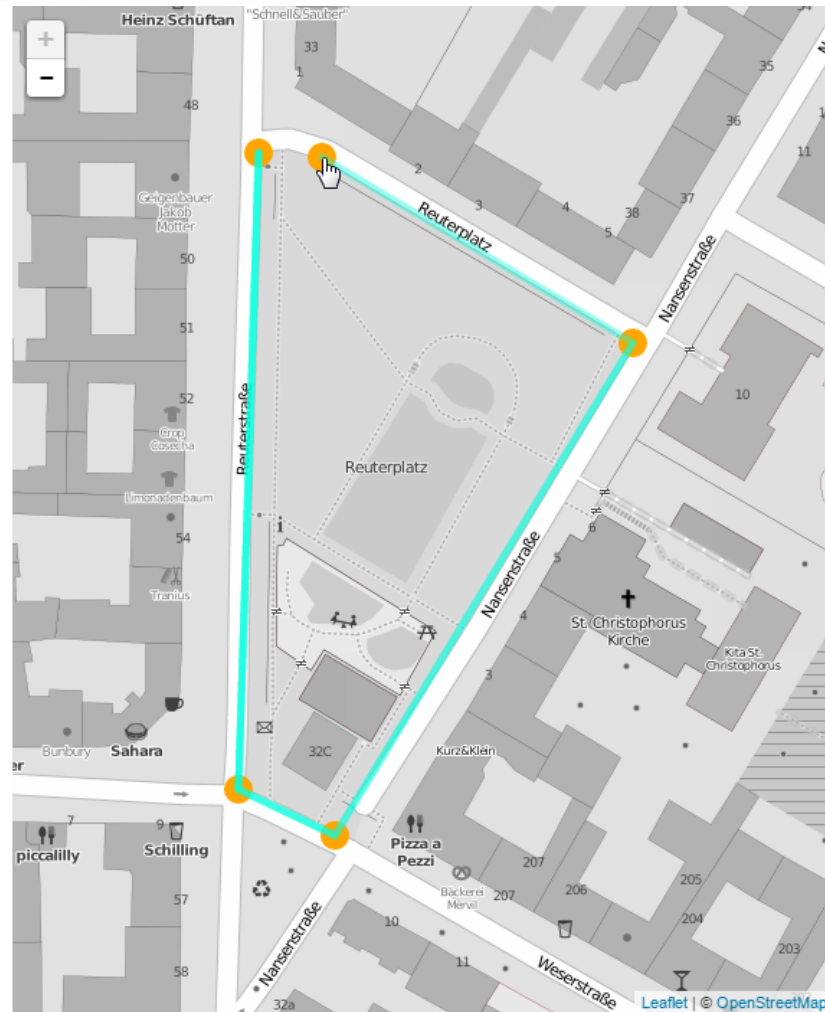 "Schnell&Sauber"
Heinz Schüftan
+
−
33
1
35
48
36
11
2
37
3
4
38
5
Geigenbauer
Jakob
Motter
Reuterplatz
Nansenstraße
50
51
52
10
Reuterstraße
Crop
Cosecha
Reuterplatz
Limonadenbaum
54
i
6
5
Nansenstraße
Tranlus
4
St. Christophorus
Kirche
Kita St.
Christophorus
3
Bunbury
Sahara
32C
Kurz&Klein
er
7
9
piccalilly
Schilling
Pizza a
Pezzi
57
207
206
205
Bäckerei
Mervil
207
204
203
Nansenstraße
10
11
58
Weserstraße
32a
Leaflet | © OpenStreetMap